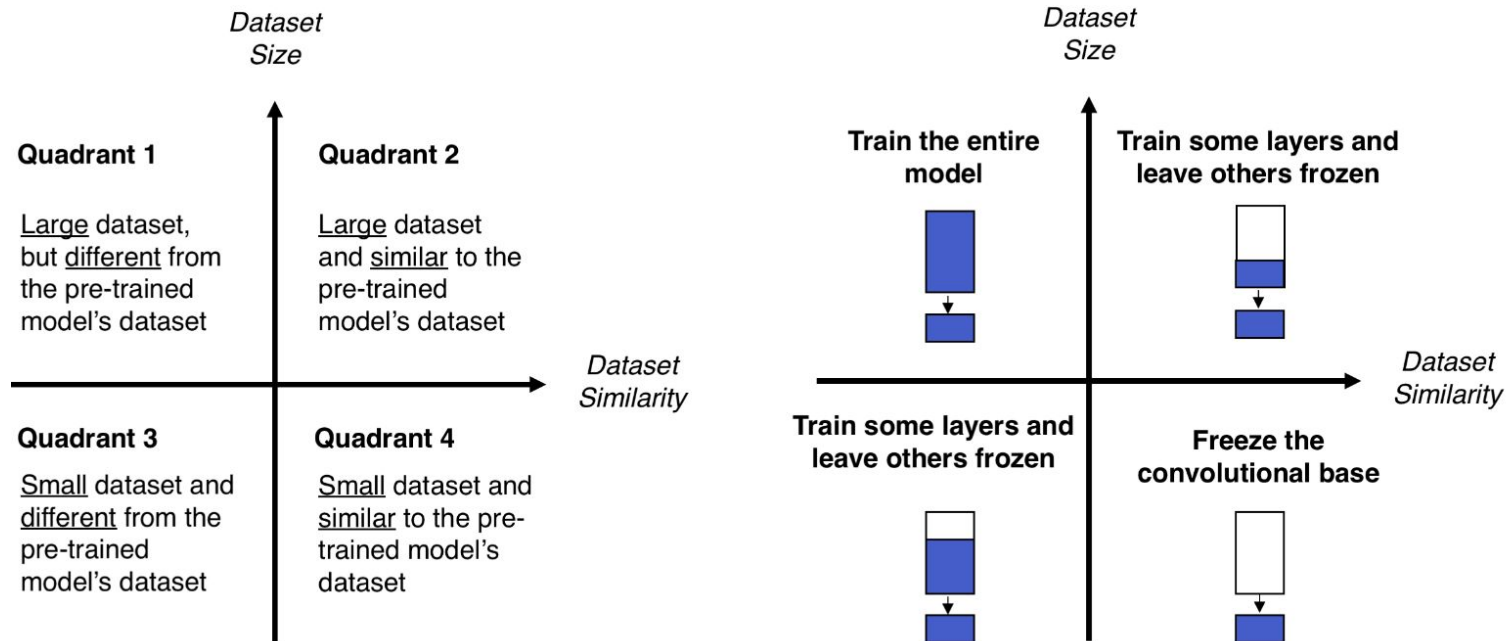 Dataset
Size
Quadrant 1
Large dataset,
but different from
the pre-trained
model's dataset
Quadrant 2
Large dataset
and similar to the
pre-trained
model's dataset
Dataset
Similarity
Quadrant 3
Small dataset and
different from the
pre-trained
model's dataset
Quadrant 4
Small dataset and
similar to the pre-
trained model's
dataset
Dataset
Size
Train the entire
model
Train some layers and
leave others frozen
Dataset
Similarity
Train some layers and
leave others frozen
Freeze the
convolutional base